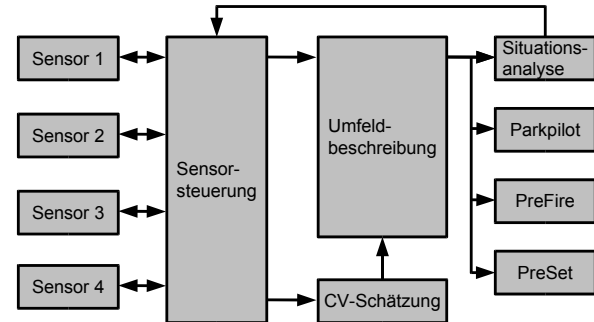 Sensor 1
Sensor 2
Sensor 3
Sensor 4
Sensor-
steuerung
Umfeld-
beschreibung
CV-Schätzung
Situations-
analyse
Parkpilot
PreFire
PreSet